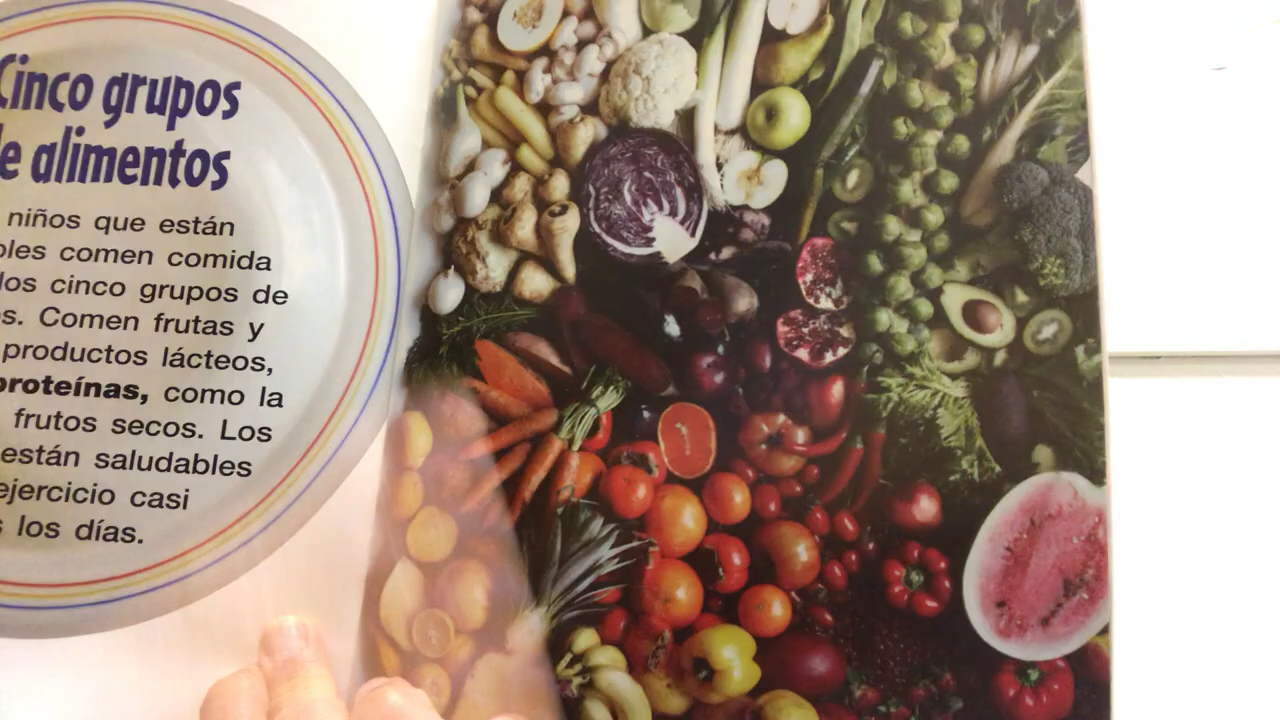 Cinco grupos
de alimentos
niños que están
comen comida
los cinco grupos de
Comen frutas y
productos lácteos,
proteínas, como la
frutos secos. Los
están saludables
ejercicio casi
los días.